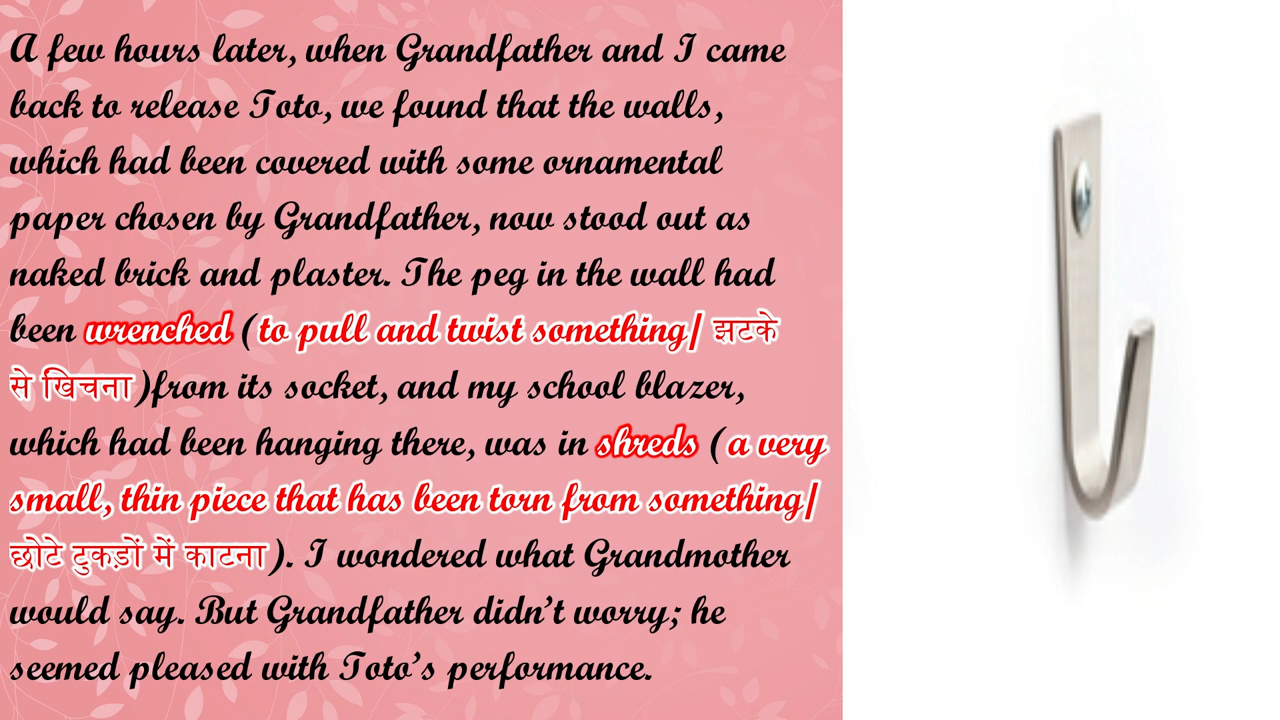 A few hours later, when Grandfather and I came
back to release Toto, we found that the walls,
which had been covered with some ornamental
paper chosen by Grandfather, now stood out as
naked brick and plaster. The peg in the wall had
been wrenched (to pull and twist something/ झटके
से खिचना)from its socket, and my school blazer,
which had been hanging there, was in shreds (a very
small, thin piece that has been torn from something/
छोटे टुकड़ों में काटना). I wondered what Grandmother
would say. But Grandfather didn’t worry; he
seemed pleased with Toto’s performance.